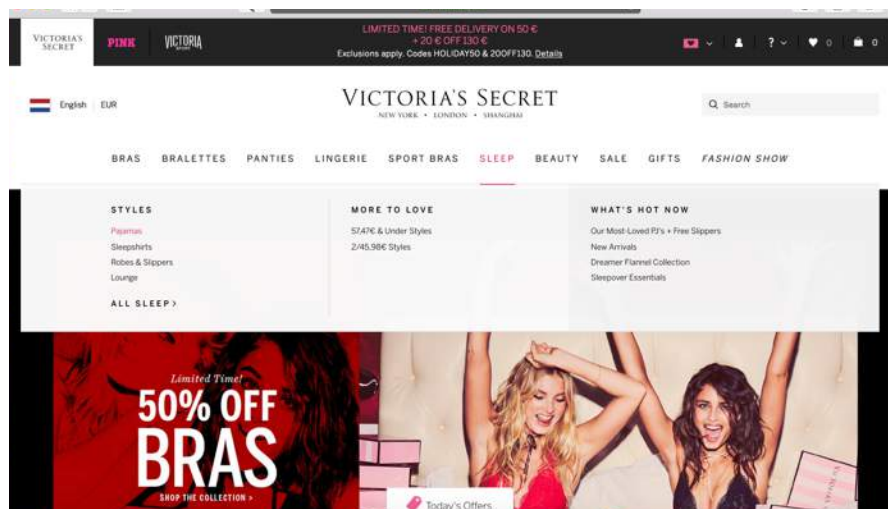 VICTORIA'S
SECRET
PINK
VICTORIA
SPORT
LIMITED TIME! FREE DELIVERY ON 50 €
+ 20 € OFF 130 €
Exclusions apply. Codes HOLIDAY50 & 20OFF130. Details
? 0 0
English EUR
VICTORIA'S SECRET
NEW YORK • LONDON • SHANGHAI
Search
BRAS BRALETTES PANTIES LINGERIE SPORT BRAS SLEEP BEAUTY SALE GIFTS FASHION SHOW
STYLES
Pajamas
Sleepshirts
Robes & Slippers
Lounge
ALL SLEEP >
MORE TO LOVE
57,47€ & Under Styles
2/45,98€ Styles
WHAT'S HOT NOW
Our Most-Loved PJ's + Free Slippers
New Arrivals
Dreamer Flannel Collection
Sleepover Essentials
Limited Time!
50% OFF
BRAS
SHOP THE COLLECTION >
Today's Offers